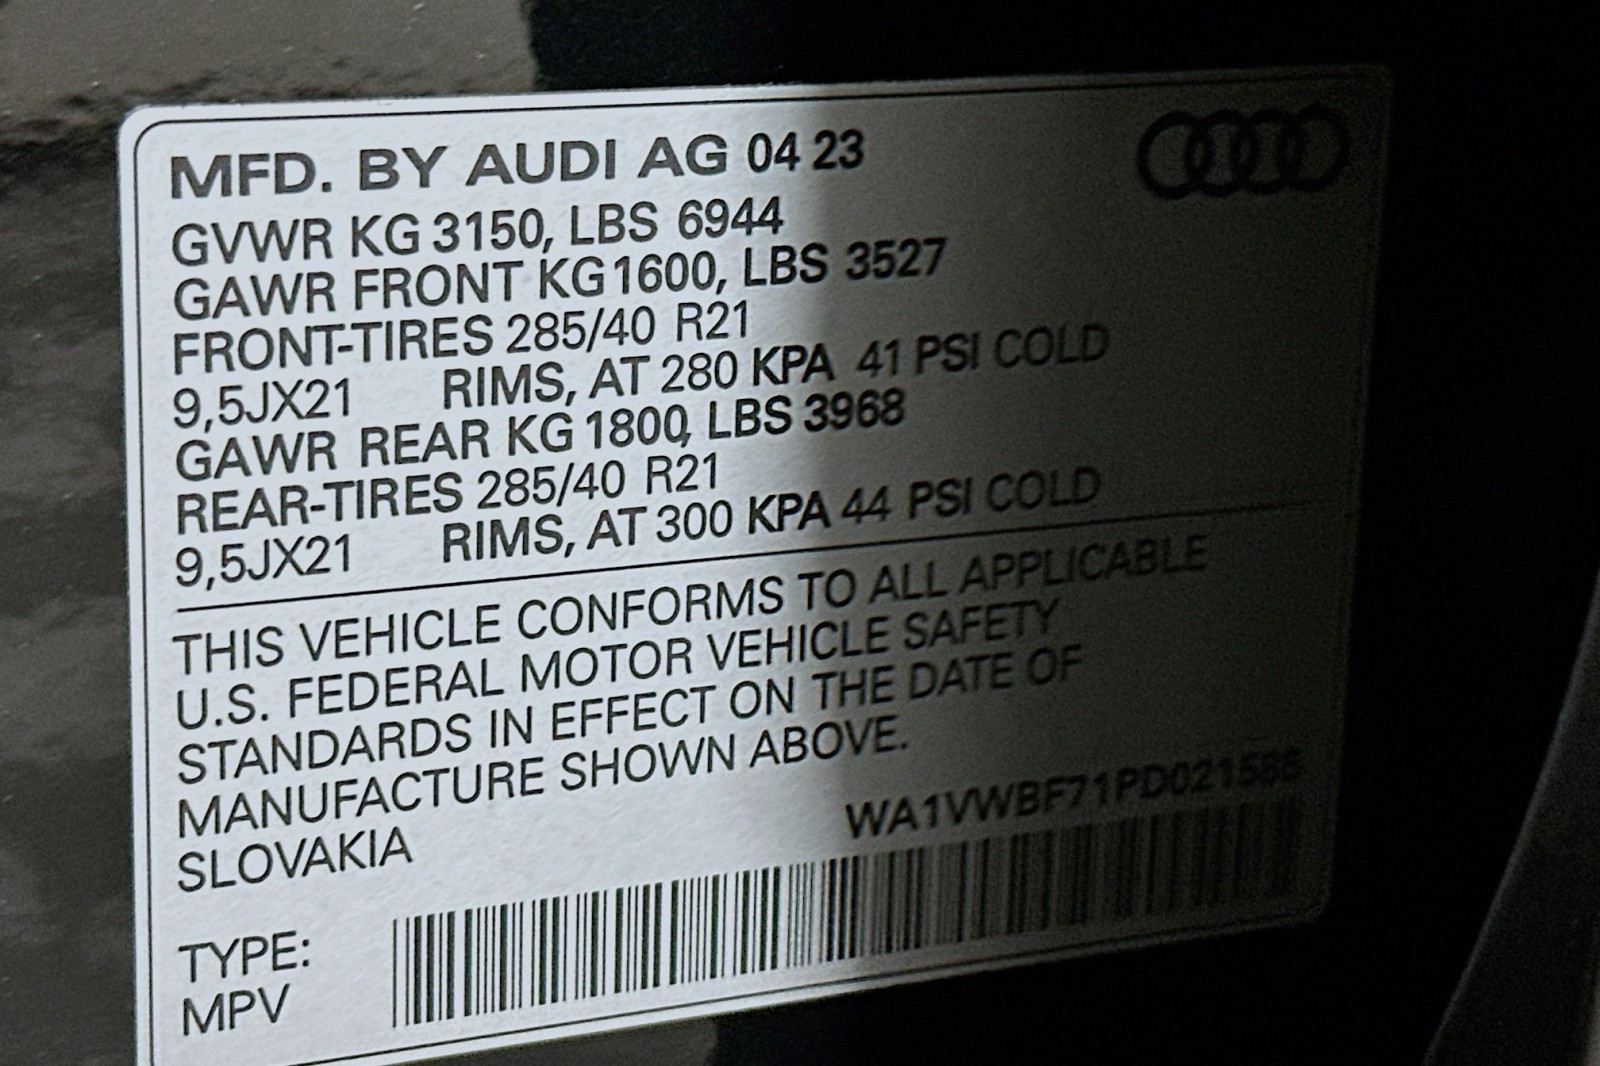 MFD. BY AUDI AG 04 23
GVWR KG 3150, LBS 6944
GAWR FRONT KG 1600, LBS 3527
FRONT-TIRES 285/40 R21
9,5JX21 RIMS, AT 280 KPA 41 PSI COLD
GAWR REAR KG 1800, LBS 3968
REAR-TIRES 285/40 R21
9,5JX21 RIMS, AT 300 KPA 44 PSI COLD
THIS VEHICLE CONFORMS TO ALL APPLICABLE
U.S. FEDERAL MOTOR VEHICLE SAFETY
STANDARDS IN EFFECT ON THE DATE OF
MANUFACTURE SHOWN ABOVE.
SLOVAKIA
TYPE:
MPV